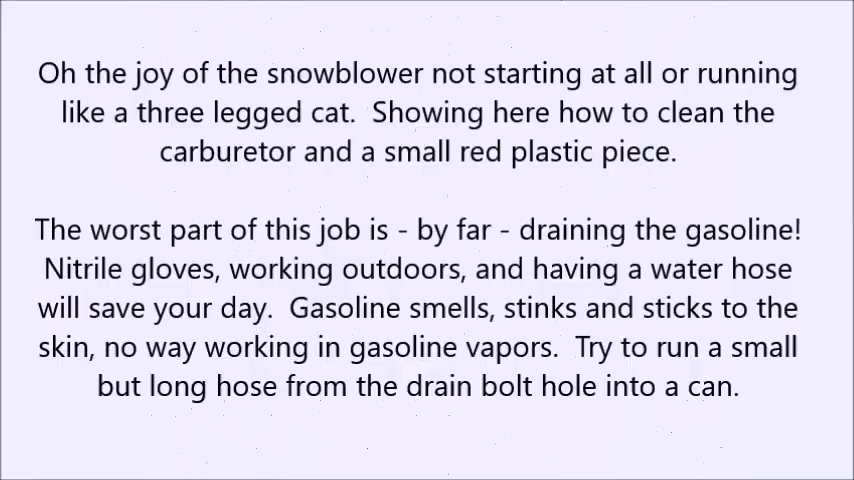 Oh the joy of the snowblower not starting at all or running
like a three legged cat.  Showing here how to clean the
carburetor and a small red plastic piece.
The worst part of this job is - by far - draining the gasoline!
Nitrile gloves, working outdoors, and having a water hose
will save your day.  Gasoline smells, stinks and sticks to the
skin, no way working in gasoline vapors.  Try to run a small
but long hose from the drain bolt hole into a can.